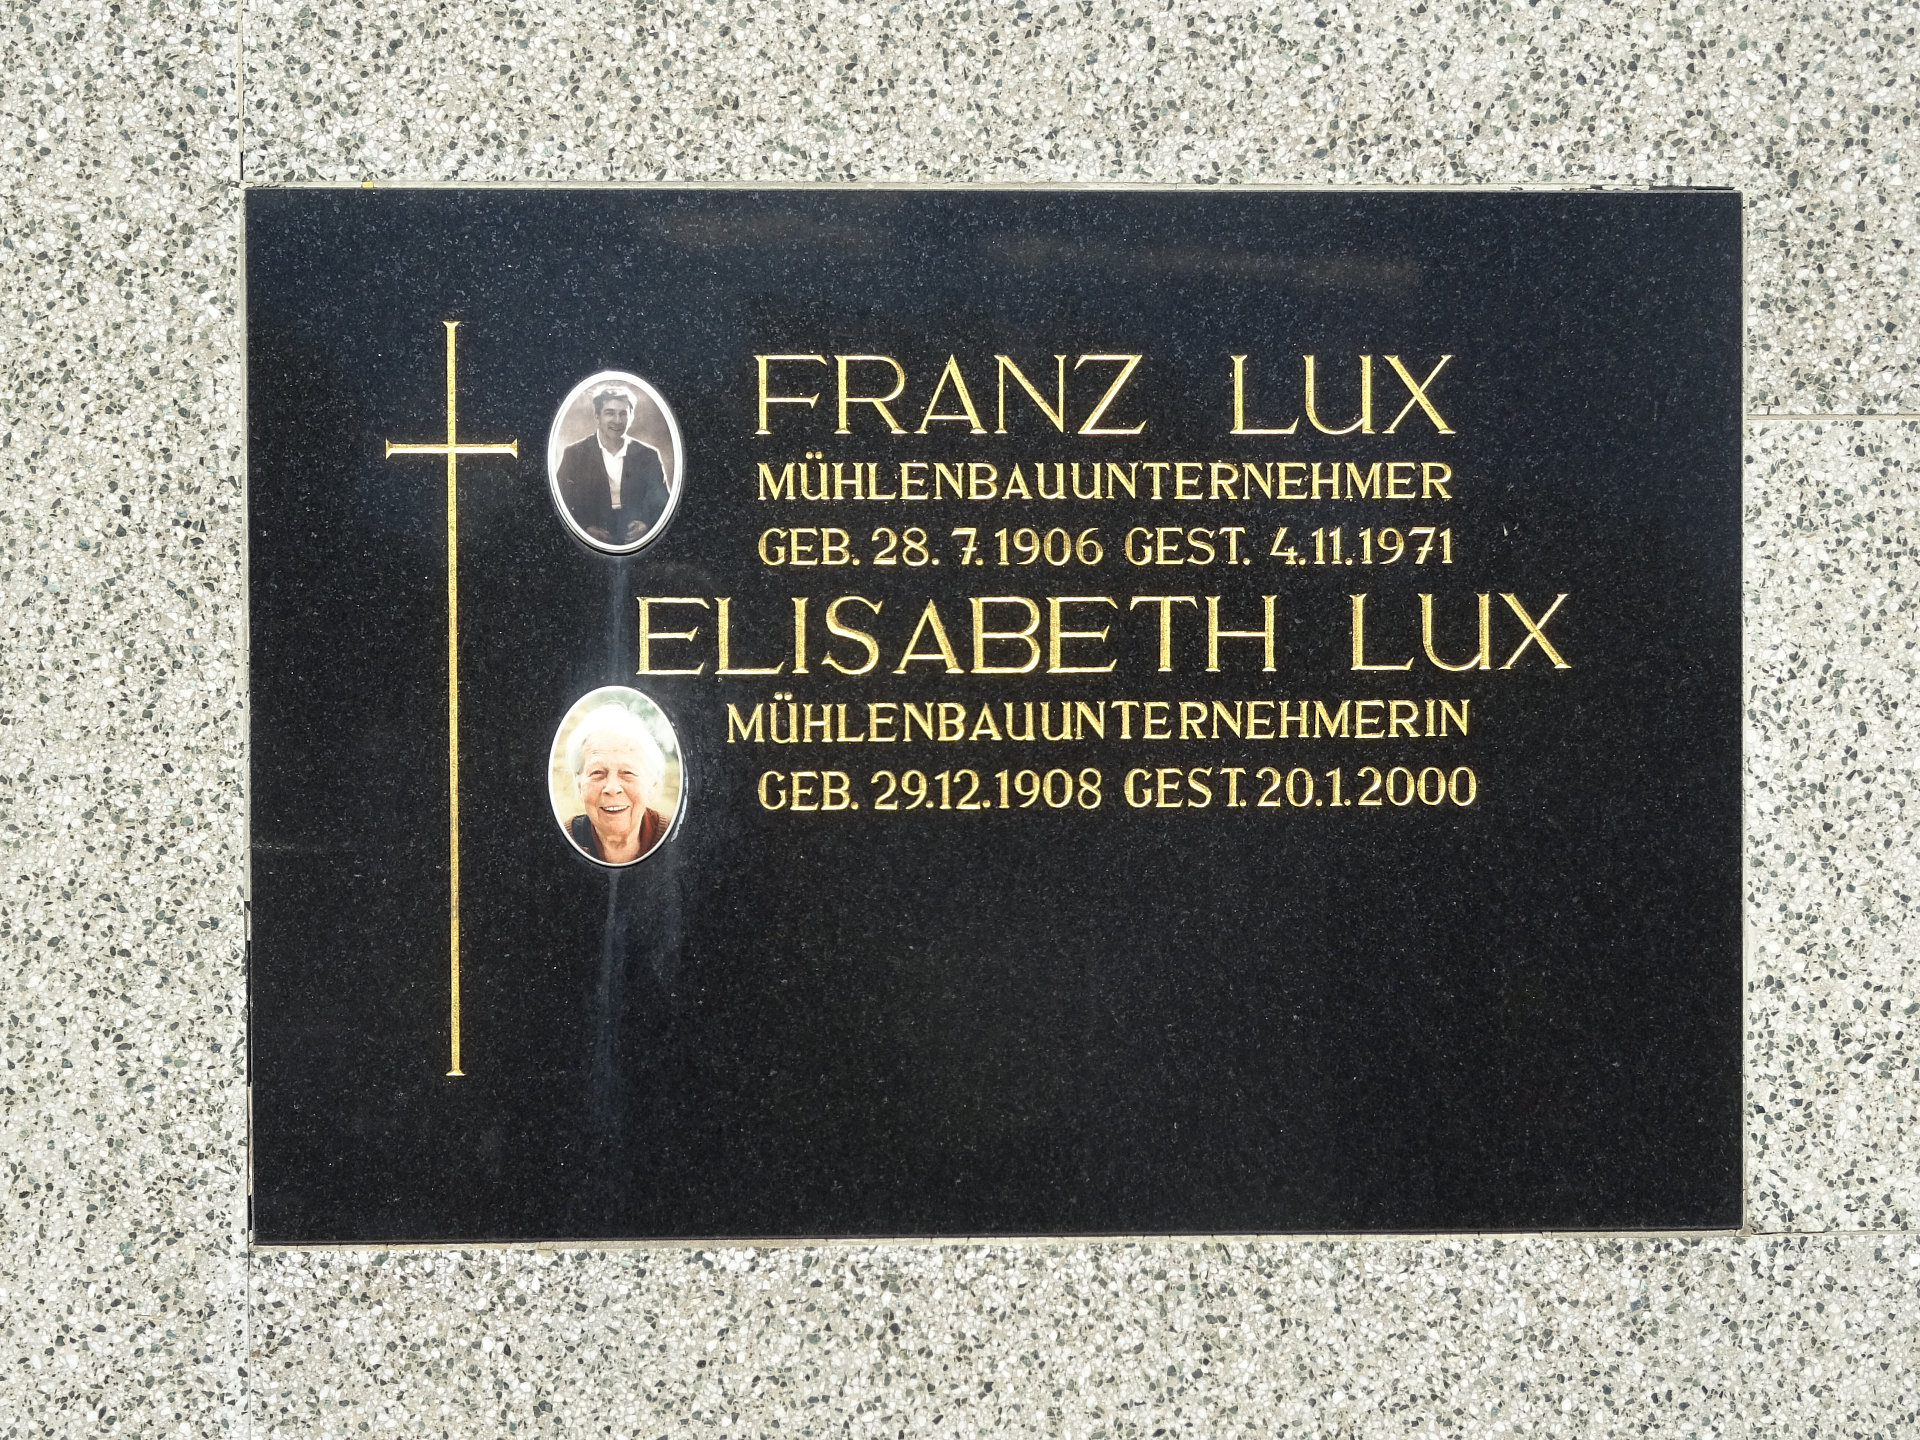 FRANZ LUX
MÜHLENBAUUNTERNEHMER
GEB. 28. 7. 1906 GEST. 4.11.1971
ELISABETH LUX
MÜHLENBAUUNTERNEHMERIN
GEB. 29.12.1908 GEST. 20.1.2000